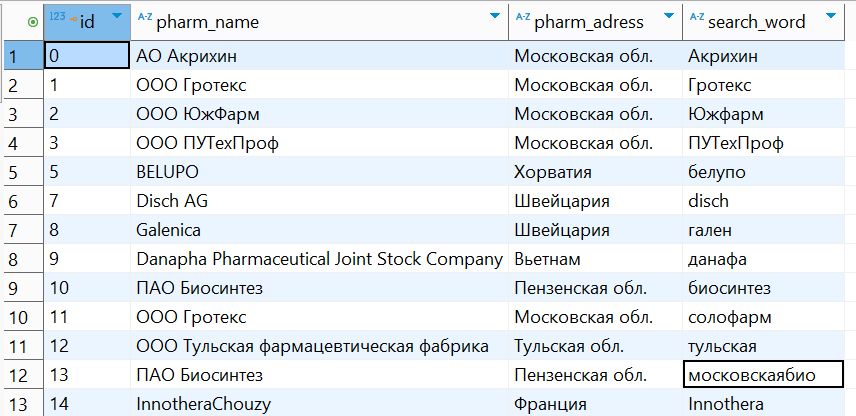 123 id A-Z pharm_name A-Z pharm_adress A-Z search_word
1 0 АО Акрихин Московская обл. Акрихин
2 1 ООО Гротекс Московская обл. Гротекс
3 2 ООО ЮжФарм Московская обл. Южфарм
4 3 ООО ПУТехПроф Московская обл. ПУТехПроф
5 5 BELUPO Хорватия белупо
6 7 Disch AG Швейцария disch
7 8 Galenica Швейцария гален
8 9 Danapha Pharmaceutical Joint Stock Company Вьетнам данафа
9 10 ПАО Биосинтез Пензенская обл. биосинтез
10 11 ООО Гротекс Московская обл. солофарм
11 12 ООО Тульская фармацевтическая фабрика Тульская обл. тульская
12 13 ПАО Биосинтез Пензенская обл. московскаябио
13 14 InnotheraChouzy Франция Innothera